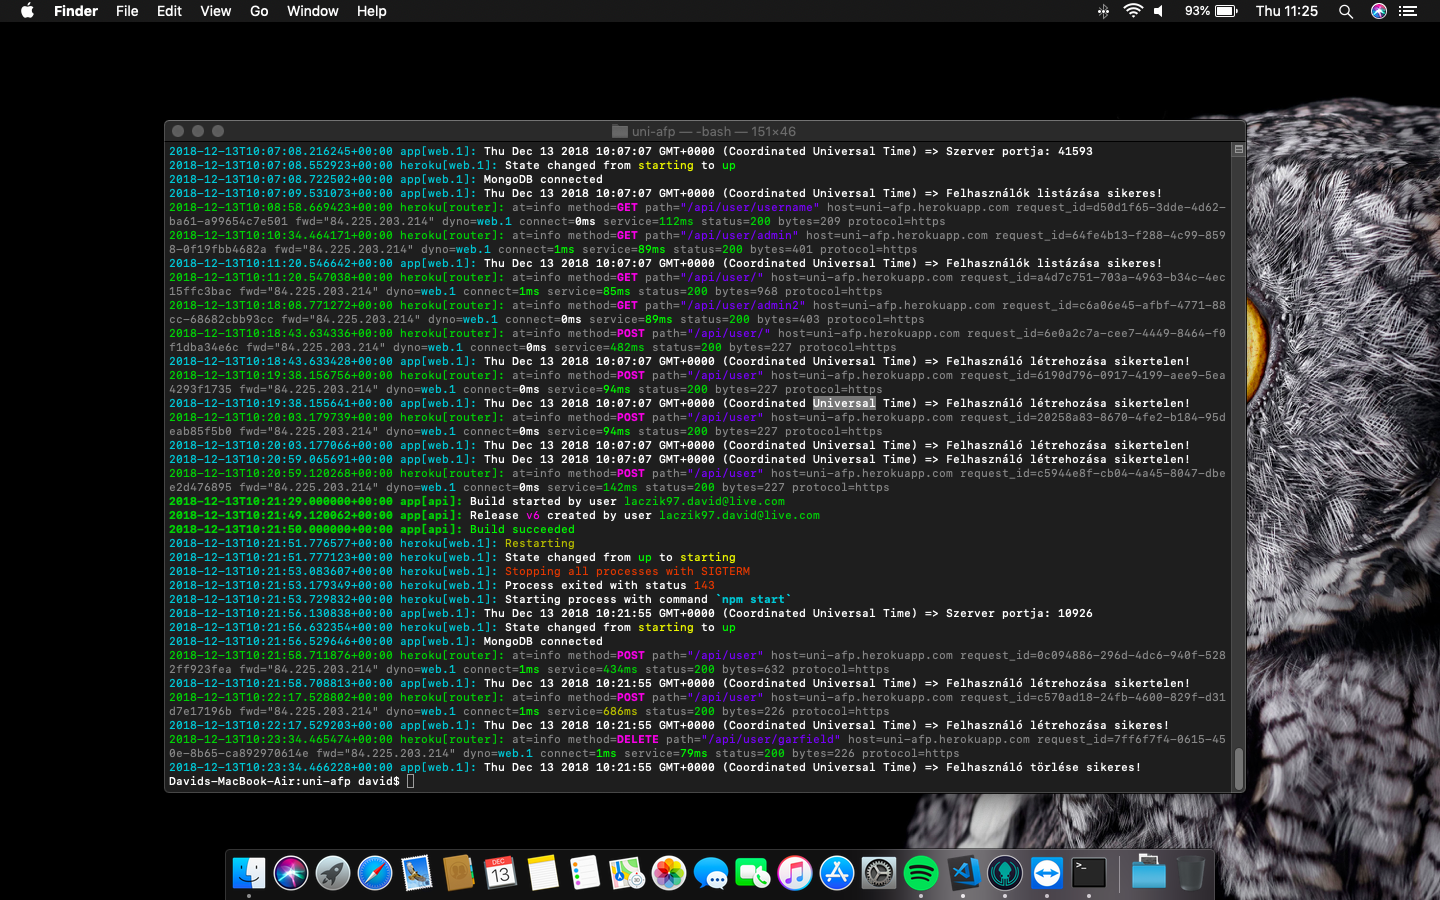 Finder File Edit View Go Window Help 93% Thu 11:25
uni-afp — -bash — 151×46
2018-12-13T10:07:08.216245+00:00 app[web.1]: Thu Dec 13 2018 10:07:07 GMT+0000 (Coordinated Universal Time) => Szerver portja: 41593
2018-12-13T10:07:08.552923+00:00 heroku[web.1]: State changed from starting to up
2018-12-13T10:07:08.722502+00:00 app[web.1]: MongoDB connected
2018-12-13T10:07:09.531073+00:00 app[web.1]: Thu Dec 13 2018 10:07:07 GMT+0000 (Coordinated Universal Time) => Felhasználók listázása sikeres!
2018-12-13T10:08:58.669423+00:00 heroku[router]: at=info method=GET path="/api/user/username" host=uni-afp.herokuapp.com request_id=d50d1f65-3dde-4d62-
ba61-a99654c7e501 fwd="84.225.203.214" dyno=web.1 connect=0ms service=112ms status=200 bytes=209 protocol=https
2018-12-13T10:10:34.464171+00:00 heroku[router]: at=info method=GET path="/api/user/admin" host=uni-afp.herokuapp.com request_id=64fe4b13-f288-4c99-859
8-0f19fbb4682a fwd="84.225.203.214" dyno=web.1 connect=1ms service=89ms status=200 bytes=401 protocol=https
2018-12-13T10:11:20.546642+00:00 app[web.1]: Thu Dec 13 2018 10:07:07 GMT+0000 (Coordinated Universal Time) => Felhasználók listázása sikeres!
2018-12-13T10:11:20.547038+00:00 heroku[router]: at=info method=GET path="/api/user/" host=uni-afp.herokuapp.com request_id=a4d7c751-703a-4963-b34c-4ec
15ffc3bac fwd="84.225.203.214" dyno=web.1 connect=1ms service=85ms status=200 bytes=968 protocol=https
2018-12-13T10:18:08.771272+00:00 heroku[router]: at=info method=GET path="/api/user/admin2" host=uni-afp.herokuapp.com request_id=c6a06e45-afbf-4771-88
cc-68682cbb93cc fwd="84.225.203.214" dyno=web.1 connect=0ms service=89ms status=200 bytes=403 protocol=https
2018-12-13T10:18:43.634336+00:00 heroku[router]: at=info method=POST path="/api/user/" host=uni-afp.herokuapp.com request_id=6e0a2c7a-cee7-4449-8464-f0
f1dba34e6c fwd="84.225.203.214" dyno=web.1 connect=0ms service=482ms status=200 bytes=227 protocol=https
2018-12-13T10:18:43.633428+00:00 app[web.1]: Thu Dec 13 2018 10:07:07 GMT+0000 (Coordinated Universal Time) => Felhasználó létrehozása sikertelen!
2018-12-13T10:19:38.156756+00:00 heroku[router]: at=info method=POST path="/api/user" host=uni-afp.herokuapp.com request_id=6190d796-0917-4199-aee9-5ea
4293f1735 fwd="84.225.203.214" dyno=web.1 connect=0ms service=94ms status=200 bytes=227 protocol=https
2018-12-13T10:19:38.155641+00:00 app[web.1]: Thu Dec 13 2018 10:07:07 GMT+0000 (Coordinated Universal Time) => Felhasználó létrehozása sikertelen!
2018-12-13T10:20:03.179739+00:00 heroku[router]: at=info method=POST path="/api/user" host=uni-afp.herokuapp.com request_id=20258a83-8670-4fe2-b184-95d
eab85f5b0 fwd="84.225.203.214" dyno=web.1 connect=0ms service=94ms status=200 bytes=227 protocol=https
2018-12-13T10:20:03.177066+00:00 app[web.1]: Thu Dec 13 2018 10:07:07 GMT+0000 (Coordinated Universal Time) => Felhasználó létrehozása sikertelen!
2018-12-13T10:20:59.065691+00:00 app[web.1]: Thu Dec 13 2018 10:07:07 GMT+0000 (Coordinated Universal Time) => Felhasználó létrehozása sikertelen!
2018-12-13T10:20:59.120268+00:00 heroku[router]: at=info method=POST path="/api/user" host=uni-afp.herokuapp.com request_id=c5944e8f-cb04-4a45-8047-dbe
e2d476895 fwd="84.225.203.214" dyno=web.1 connect=0ms service=142ms status=200 bytes=227 protocol=https
2018-12-13T10:21:29.000000+00:00 app[api]: Build started by user laczik97.david@live.com
2018-12-13T10:21:49.120062+00:00 app[api]: Release v6 created by user laczik97.david@live.com
2018-12-13T10:21:50.000000+00:00 app[api]: Build succeeded
2018-12-13T10:21:51.776577+00:00 heroku[web.1]: Restarting
2018-12-13T10:21:51.777123+00:00 heroku[web.1]: State changed from up to starting
2018-12-13T10:21:53.083607+00:00 heroku[web.1]: Stopping all processes with SIGTERM
2018-12-13T10:21:53.179349+00:00 heroku[web.1]: Process exited with status 143
2018-12-13T10:21:53.729832+00:00 heroku[web.1]: Starting process with command `npm start`
2018-12-13T10:21:56.130838+00:00 app[web.1]: Thu Dec 13 2018 10:21:55 GMT+0000 (Coordinated Universal Time) => Szerver portja: 10926
2018-12-13T10:21:56.632354+00:00 heroku[web.1]: State changed from starting to up
2018-12-13T10:21:56.529646+00:00 app[web.1]: MongoDB connected
2018-12-13T10:21:58.711876+00:00 heroku[router]: at=info method=POST path="/api/user" host=uni-afp.herokuapp.com request_id=0c094886-296d-4dc6-940f-528
2ff923fea fwd="84.225.203.214" dyno=web.1 connect=1ms service=434ms status=200 bytes=632 protocol=https
2018-12-13T10:21:58.708813+00:00 app[web.1]: Thu Dec 13 2018 10:21:55 GMT+0000 (Coordinated Universal Time) => Felhasználó létrehozása sikertelen!
2018-12-13T10:22:17.528802+00:00 heroku[router]: at=info method=POST path="/api/user" host=uni-afp.herokuapp.com request_id=c570ad18-24fb-4600-829f-d31
d7e17196b fwd="84.225.203.214" dyno=web.1 connect=1ms service=686ms status=200 bytes=226 protocol=https
2018-12-13T10:22:17.529203+00:00 app[web.1]: Thu Dec 13 2018 10:21:55 GMT+0000 (Coordinated Universal Time) => Felhasználó létrehozása sikeres!
2018-12-13T10:23:34.465474+00:00 heroku[router]: at=info method=DELETE path="/api/user/garfield" host=uni-afp.herokuapp.com request_id=7ff6f7f4-0615-45
0e-8b65-ca892970614e fwd="84.225.203.214" dyno=web.1 connect=1ms service=79ms status=200 bytes=226 protocol=https
2018-12-13T10:23:34.466228+00:00 app[web.1]: Thu Dec 13 2018 10:21:55 GMT+0000 (Coordinated Universal Time) => Felhasználó törlése sikeres!
Davids-MacBook-Air:uni-afp david$
DEC
13